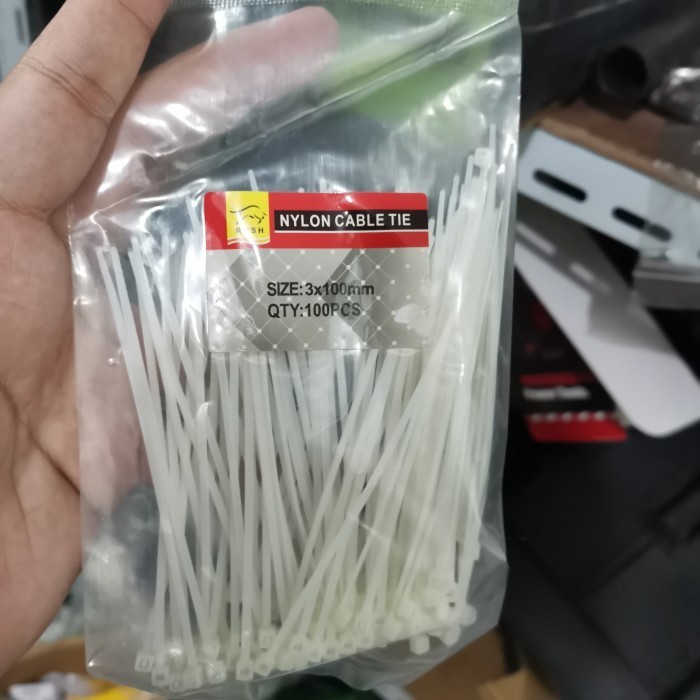 NYLON CABLE TIE
SIZE:3x100mm
QTY:100PCS